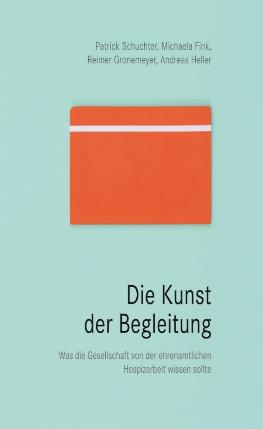 Patrick Schuchter, Michaela Fink,
Reimer Gronemeyer, Andreas Heller
Die Kunst
der Begleitung
Was die Gesellschaft von der ehrenamtlichen
Hospizarbeit wissen sollte